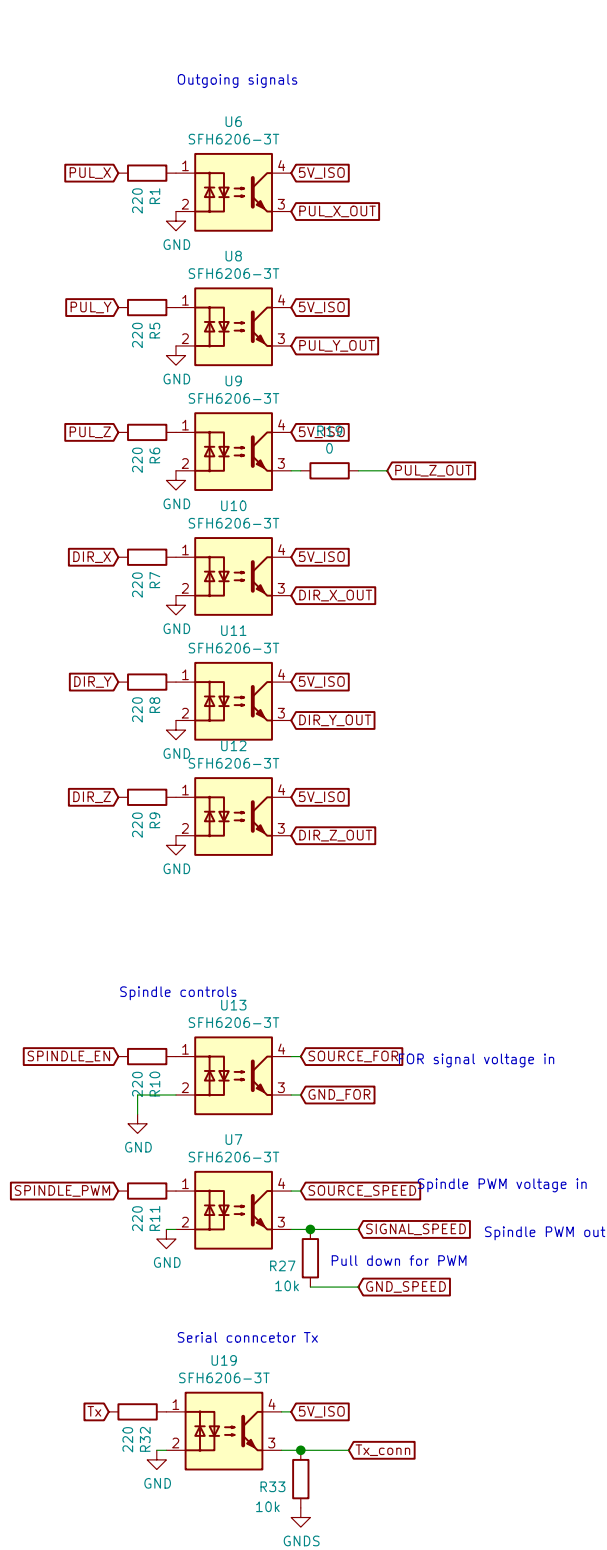 Outgoing signals
U6
SFH6206-3T
PUL_X
220
R1
1
2
4
3
5V_ISO
PUL_X_OUT
GND
U8
SFH6206-3T
PUL_Y
220
R5
1
2
4
3
5V_ISO
PUL_Y_OUT
GND
U9
SFH6206-3T
PUL_Z
220
R6
1
2
4
3
5V_ISO
0
PUL_Z_OUT
GND
U10
SFH6206-3T
DIR_X
220
R7
1
2
4
3
5V_ISO
DIR_X_OUT
GND
U11
SFH6206-3T
DIR_Y
220
R8
1
2
4
3
5V_ISO
DIR_Y_OUT
GND
U12
SFH6206-3T
DIR_Z
220
R9
1
2
4
3
5V_ISO
DIR_Z_OUT
GND
Spindle controls
U13
SFH6206-3T
SPINDLE_EN
220
R10
1
2
4
3
SOURCE_FOR
FOR signal voltage in
GND_FOR
GND
U7
SFH6206-3T
SPINDLE_PWM
220
R11
1
2
4
3
SOURCE_SPEED
Spindle PWM voltage in
SIGNAL_SPEED
Spindle PWM out
GND
R27
10k
Pull down for PWM
GND_SPEED
Serial conncetor Tx
U19
SFH6206-3T
Tx
220
R32
1
2
4
3
5V_ISO
Tx_conn
GND
R33
10k
GNDS